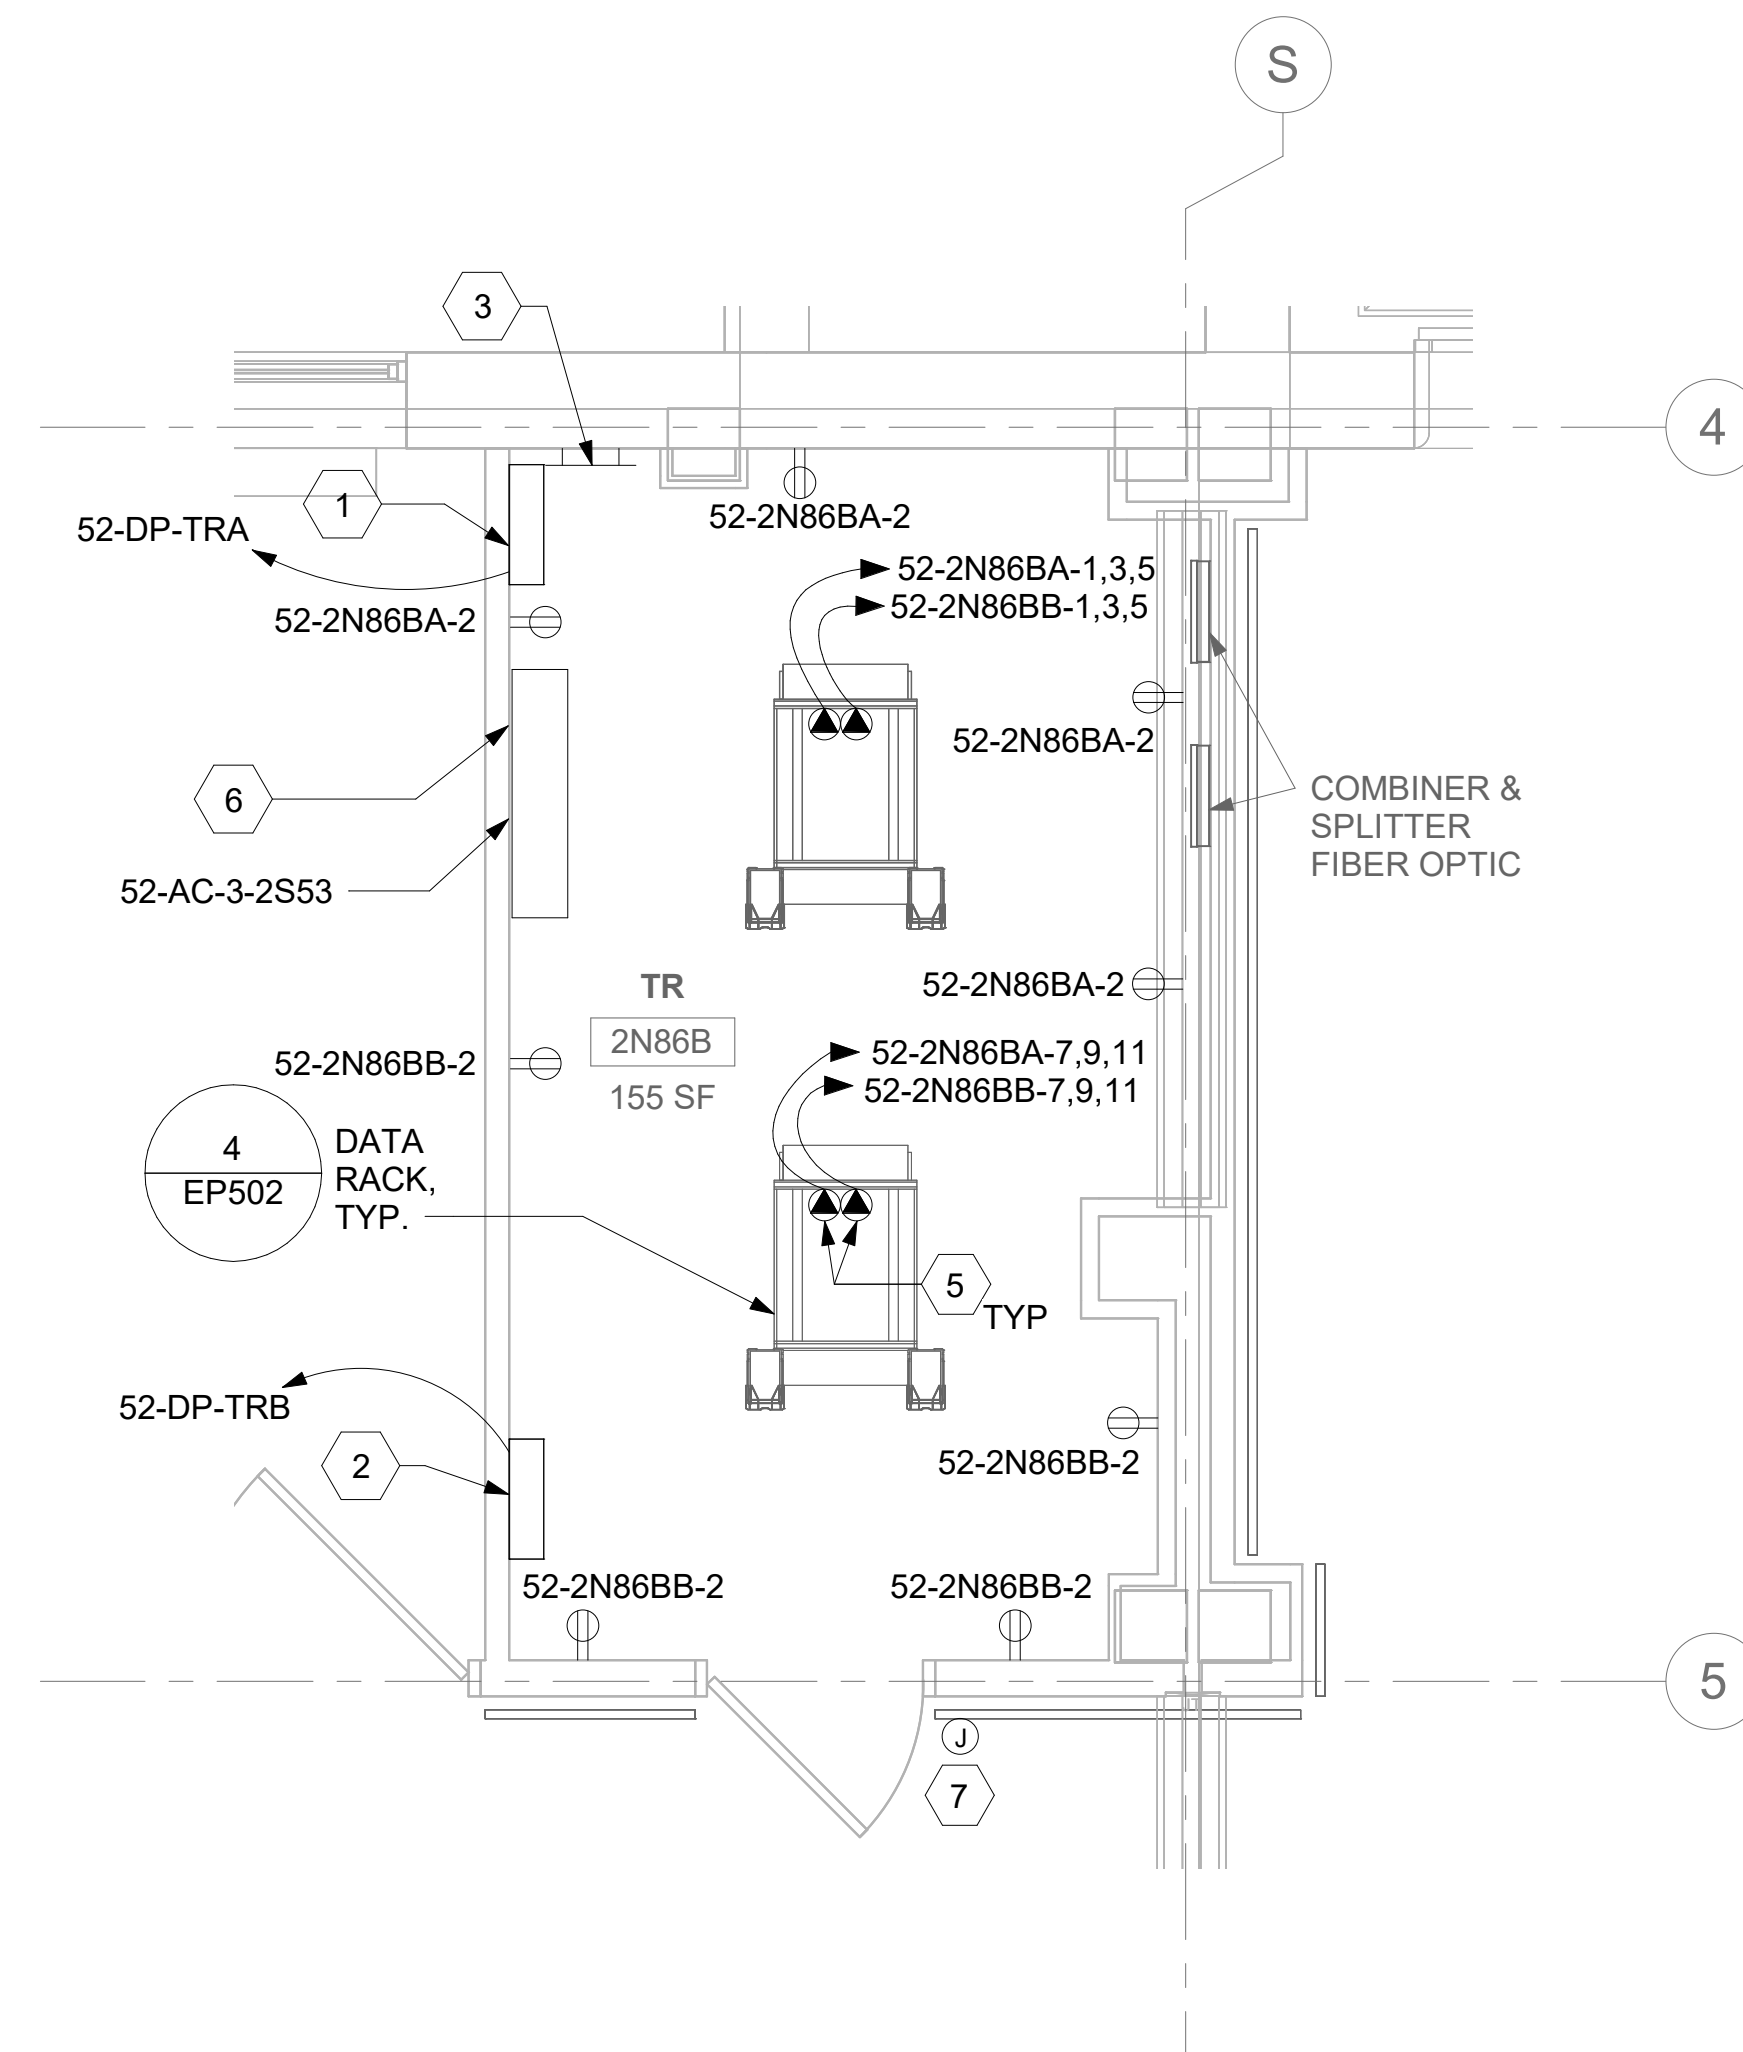 S
3
4
1
52-DP-TRA
52-2N86BA-2
52-2N86BA-1,3,5
52-2N86BB-1,3,5
52-2N86BA-2
52-2N86BA-2
6
COMBINER &
SPLITTER
FIBER OPTIC
52-AC-3-2S53
TR
2N86B
155 SF
52-2N86BA-2
52-2N86BB-2
52-2N86BA-7,9,11
52-2N86BB-7,9,11
4
EP502
DATA
RACK,
TYP.
5
TYP
52-DP-TRB
2
52-2N86BB-2
52-2N86BB-2
52-2N86BB-2
5
J
7